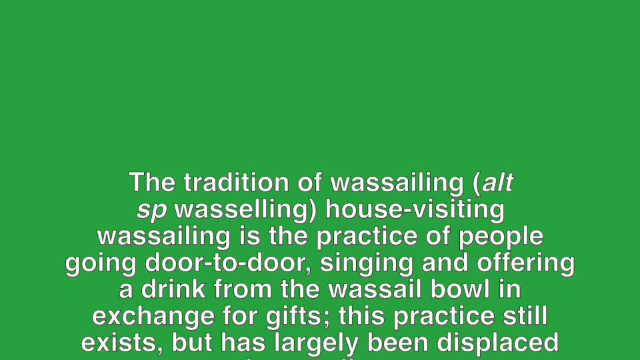 The tradition of wassailing (alt
sp wasselling) house-visiting
wassailing is the practice of people
going door-to-door, singing and offering
a drink from the wassail bowl in
exchange for gifts; this practice still
exists, but has largely been displaced